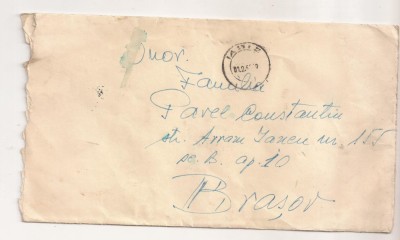 Onor.
Familia
Pavel Constantin
str. Avram Iancu nr. 155
sc. B. ap. 10
Brașov